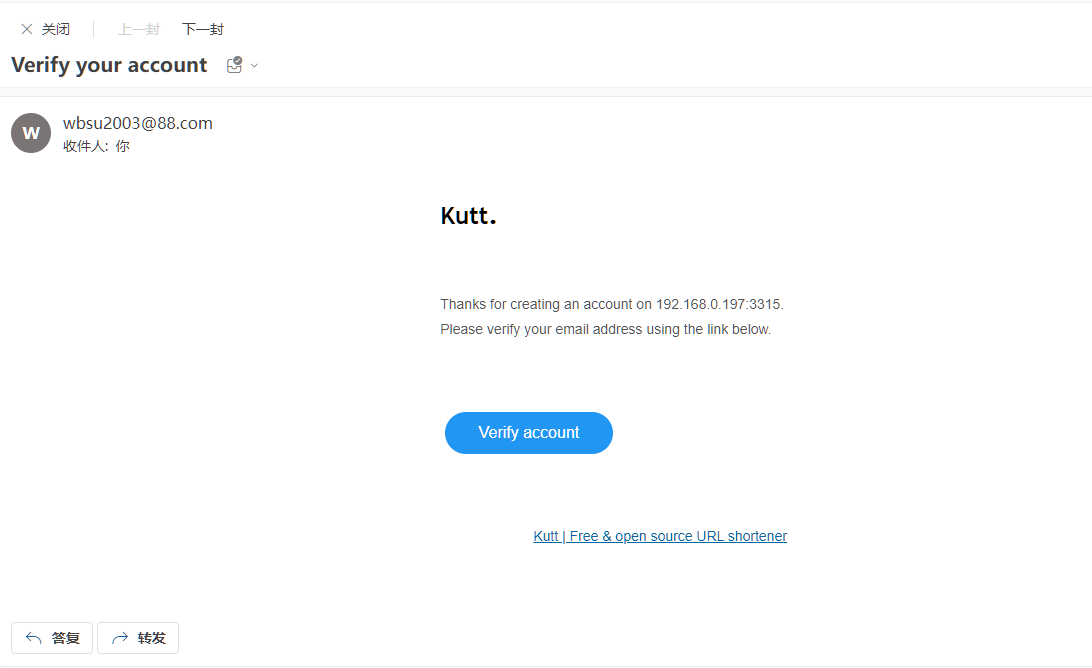 关闭 上一封 下一封
Verify your account
W
wbsu2003@88.com
收件人: 你
Kutt.
Thanks for creating an account on 192.168.0.197:3315.
Please verify your email address using the link below.
Verify account
Kutt | Free & open source URL shortener
答复 转发